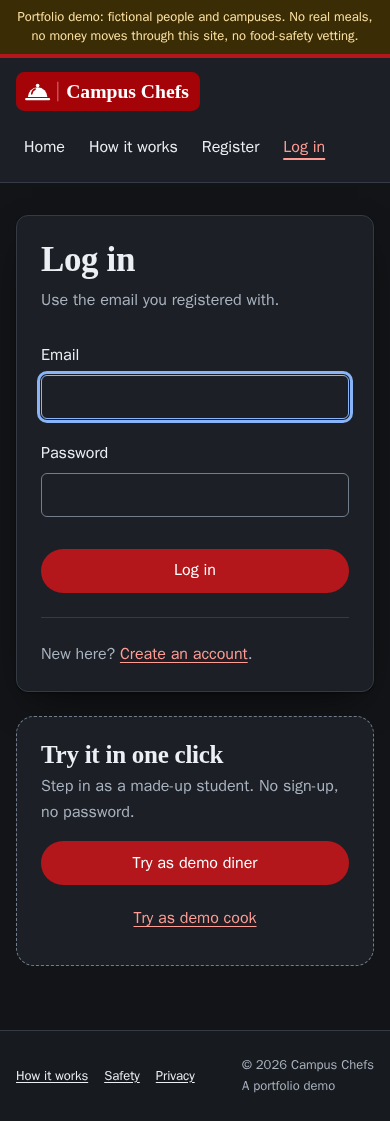 Portfolio demo: fictional people and campuses. No real meals,
no money moves through this site, no food-safety vetting.
Campus Chefs
Home How it works Register Log in
Log in
Use the email you registered with.
Email
Password
Log in
New here? Create an account.
Try it in one click
Step in as a made-up student. No sign-up,
no password.
Try as demo diner
Try as demo cook
How it works Safety Privacy
© 2026 Campus Chefs
A portfolio demo